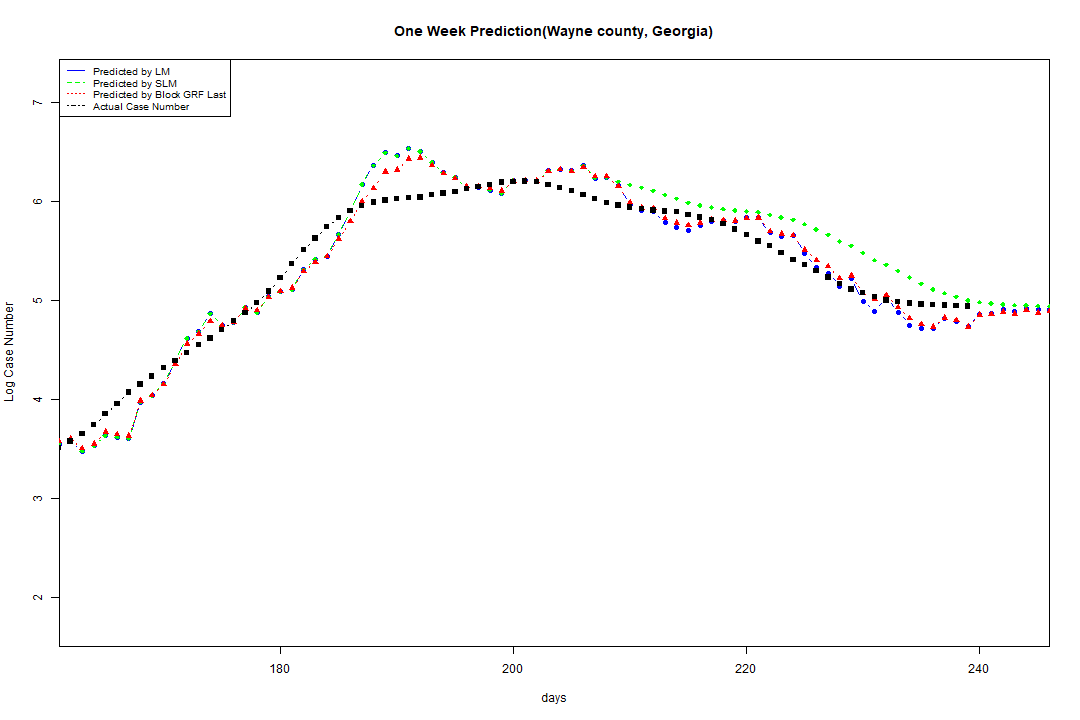 One Week Prediction(Wayne county, Georgia)
Predicted by LM
Predicted by SLM
Predicted by Block GRF Last
Actual Case Number
7
6
5
4
3
2
Log Case Number
180 200 220 240
days